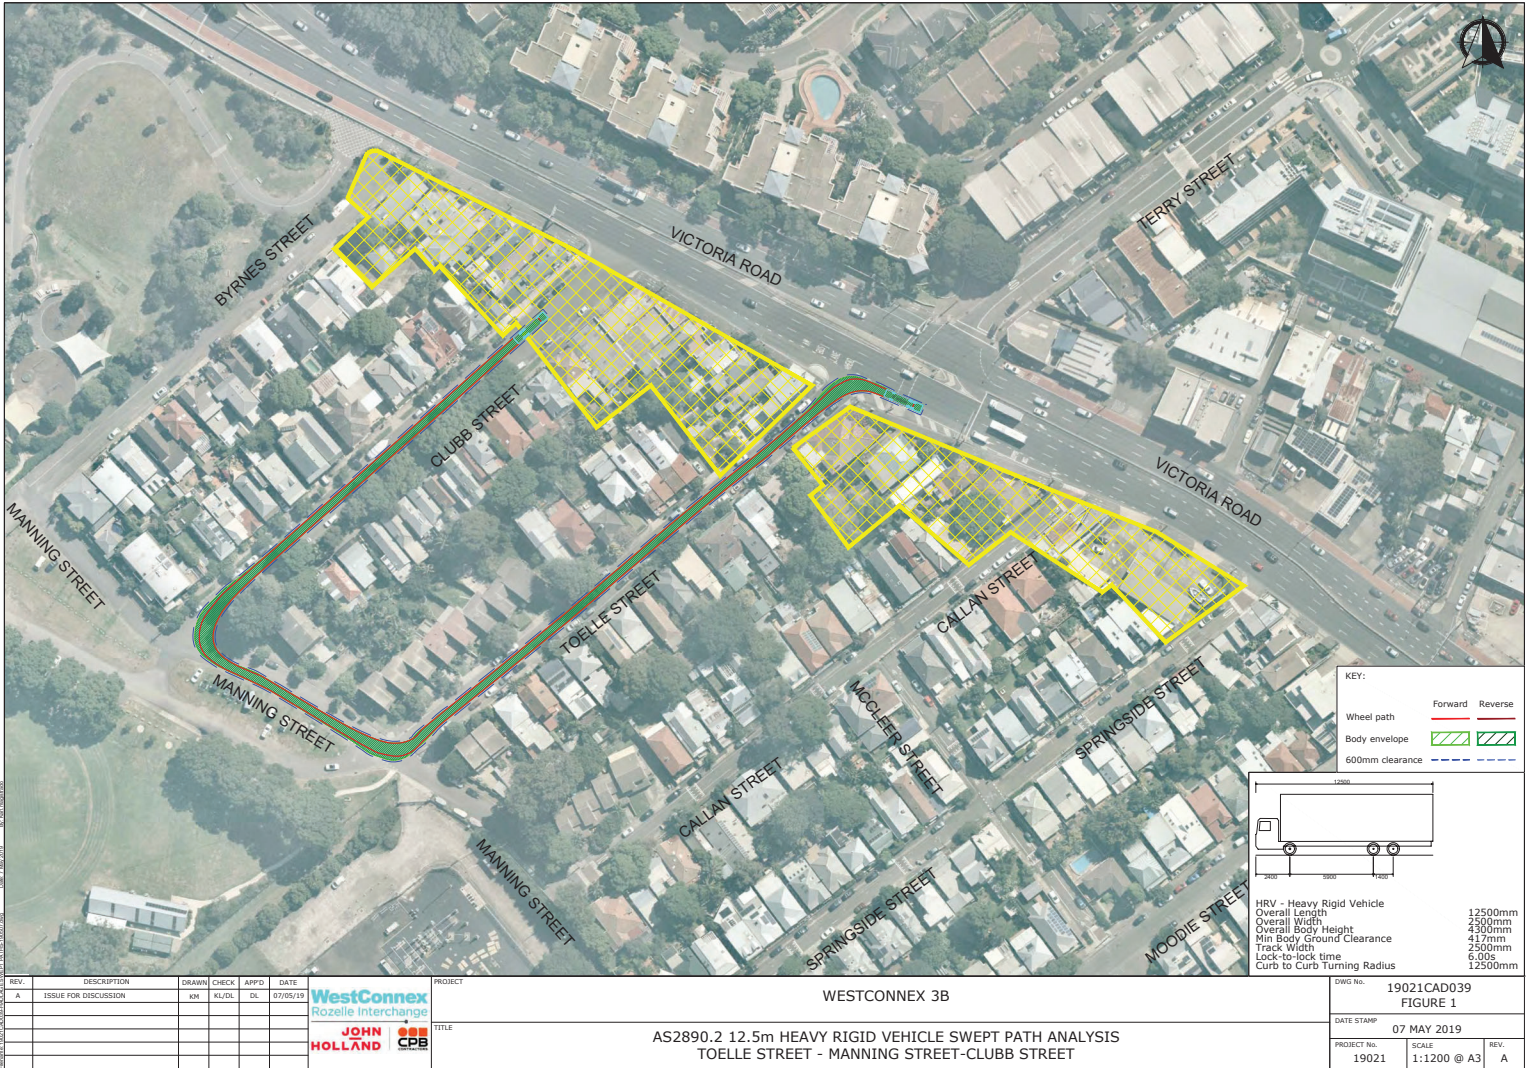 BYRNES STREET
VICTORIA ROAD
TERRY STREET
CLUBB STREET
MANNING STREET
VICTORIA ROAD
TOELLE STREET
CALLAN STREET
MANNING STREET
MCCLEER STREET
SPRINGSIDE STREET
CALLAN STREET
MANNING STREET
SPRINGSIDE STREET
MOODIE STREET
KEY:
Forward Reverse
Wheel path
Body envelope
600mm clearance
12500
2400 5900 1400
HRV - Heavy Rigid Vehicle
Overall Length 12500mm
Overall Width 2500mm
Overall Body Height 4300mm
Min Body Ground Clearance 417mm
Track Width 2500mm
Lock-to-lock time 6.00s
Curb to Curb Turning Radius 12500mm
REV. DESCRIPTION DRAWN CHECK APP'D DATE
A ISSUE FOR DISCUSSION KM KL/DL DL 07/05/19
WestConnex
Rozelle Interchange
JOHN
HOLLAND
CPB
CONTRACTORS
PROJECT
WESTCONNEX 3B
TITLE
AS2890.2 12.5m HEAVY RIGID VEHICLE SWEPT PATH ANALYSIS
TOELLE STREET - MANNING STREET-CLUBB STREET
DWG No.
19021CAD039
FIGURE 1
DATE STAMP
07 MAY 2019
PROJECT No. SCALE REV.
19021 1:1200 @ A3 A